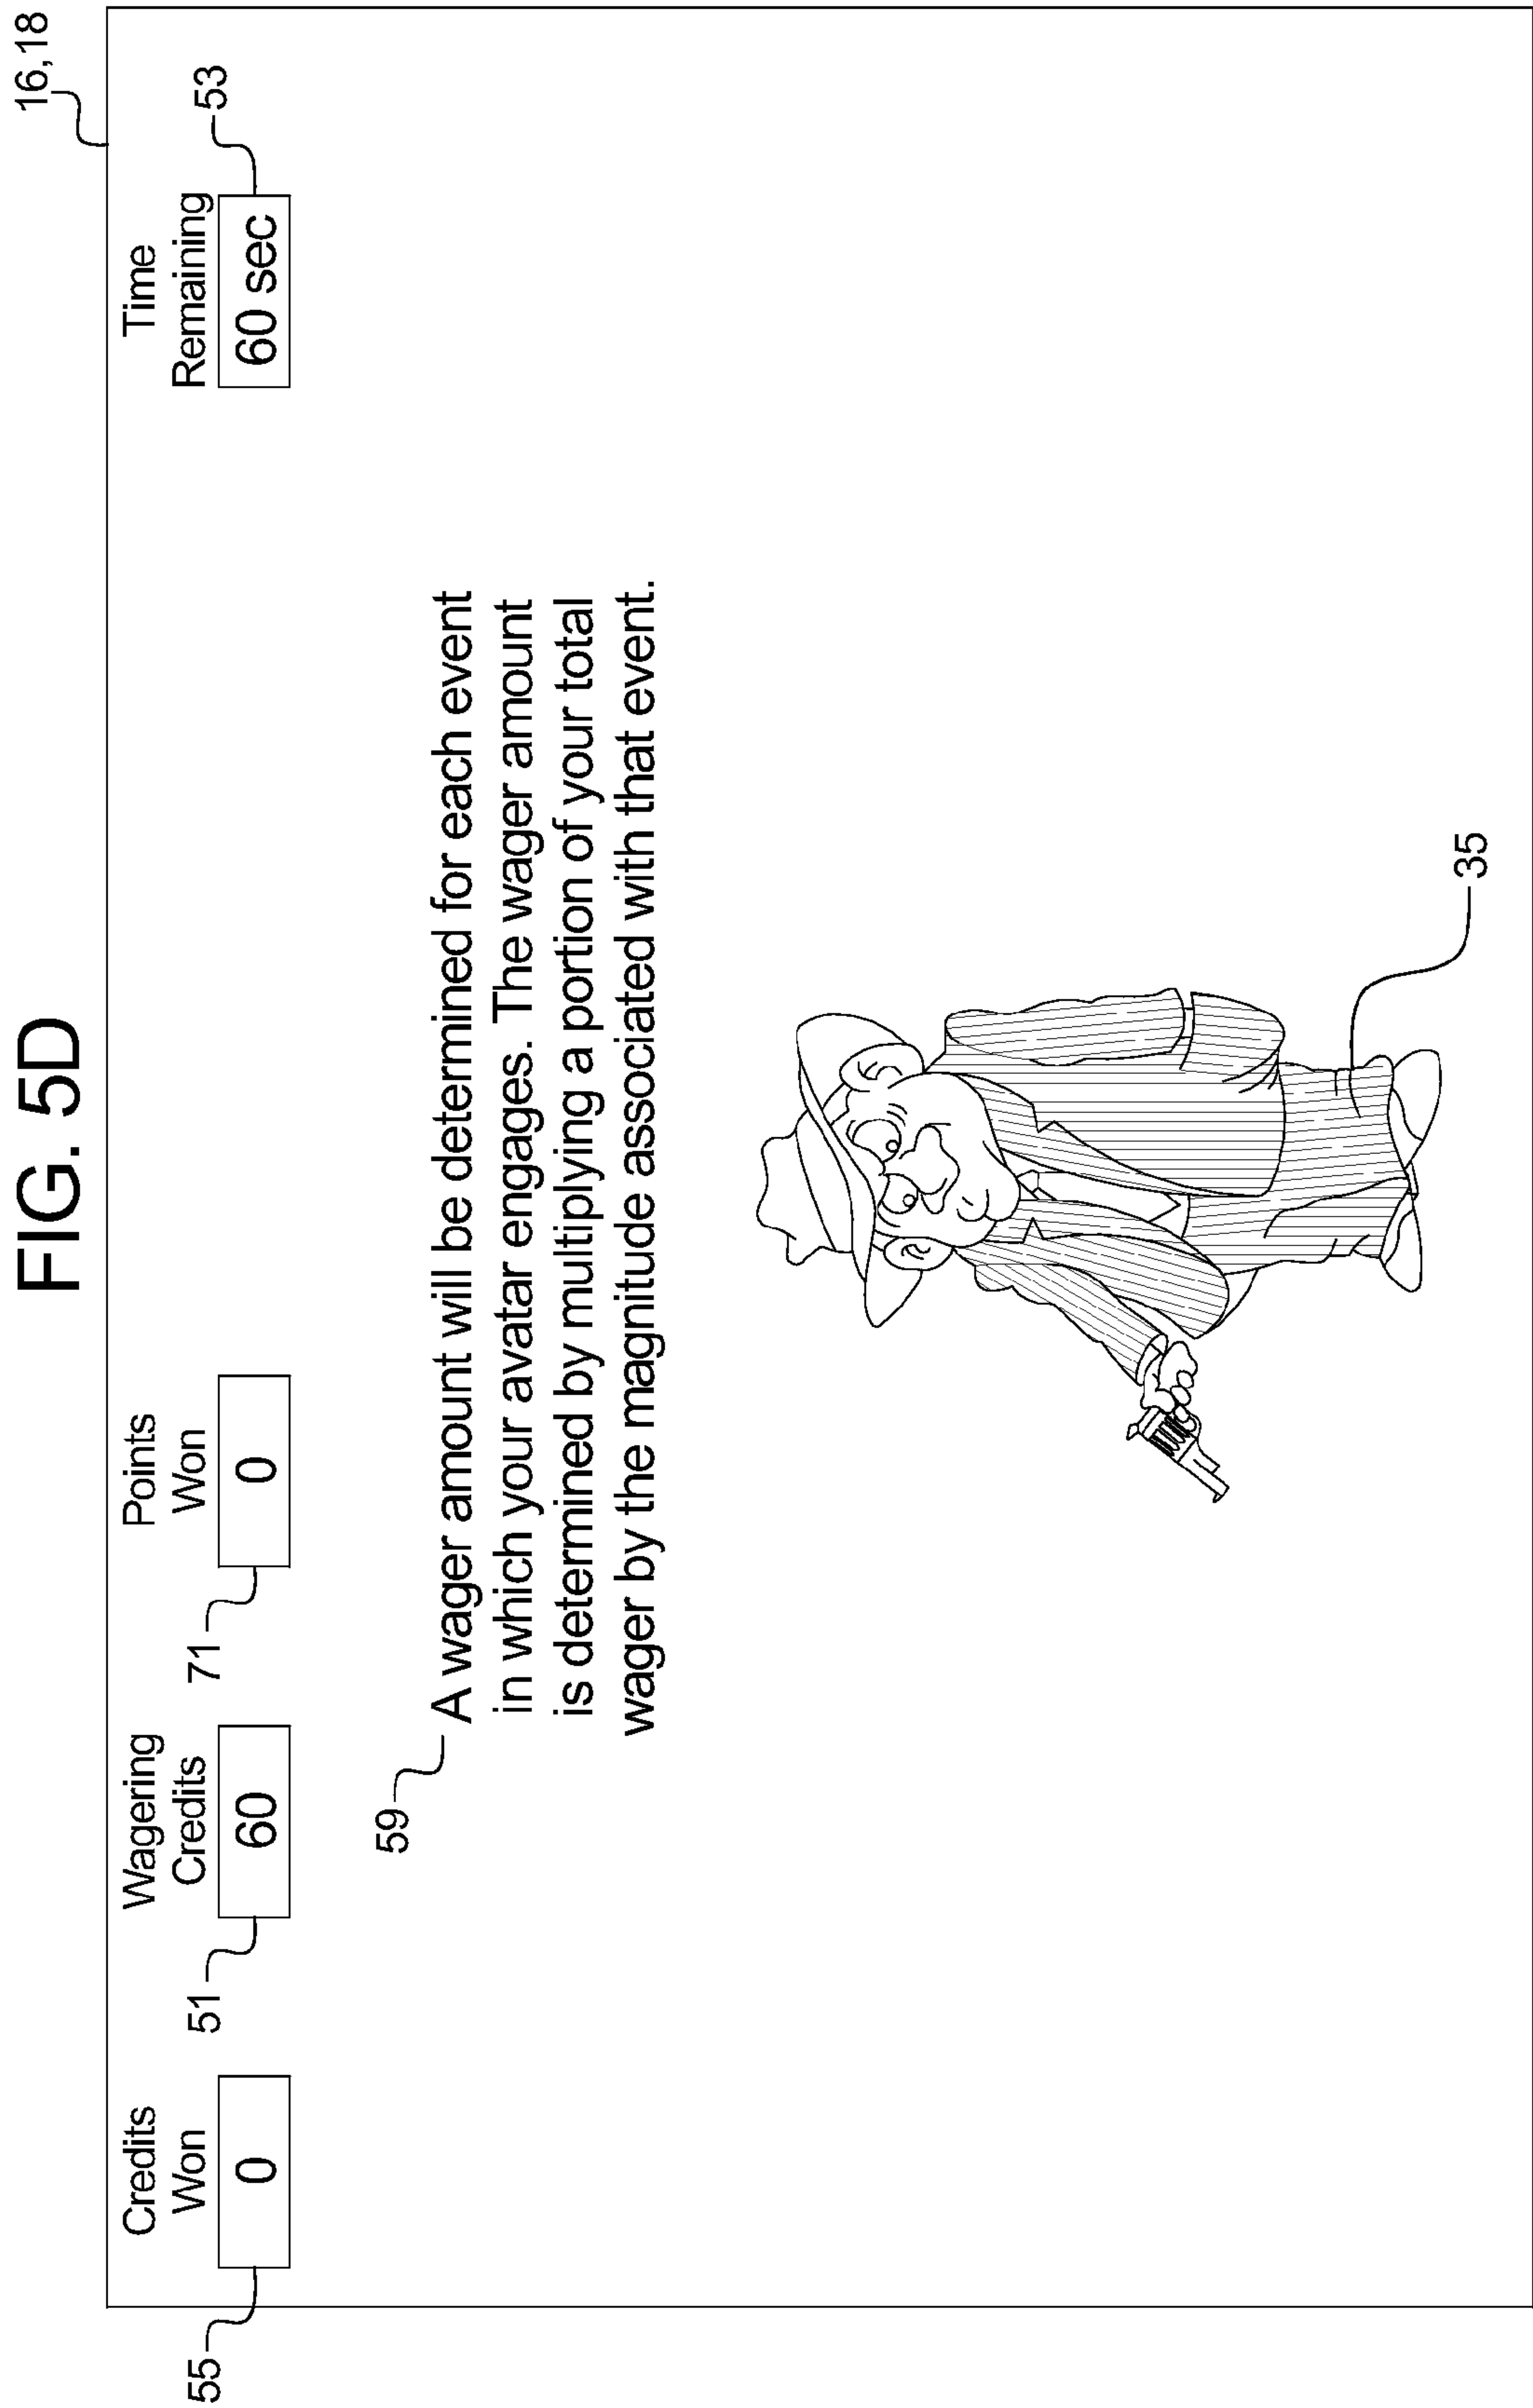 FIG. 5D
16,18
Credits
Won
0
55
Wagering
Credits
60
51
Points
Won
0
71
Time
Remaining
60 sec
53
59
A wager amount will be determined for each event
in which your avatar engages. The wager amount
is determined by multiplying a portion of your total
wager by the magnitude associated with that event.
35